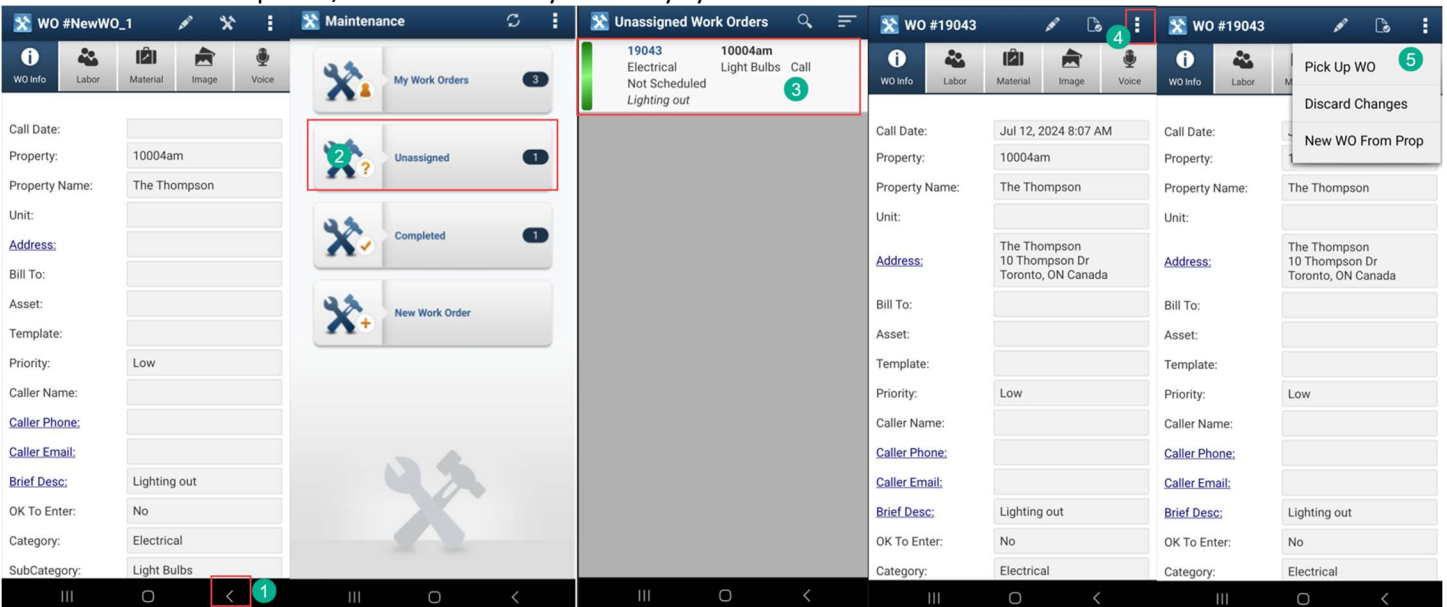 WO #NewWO_1
WO Info
Labor
Material
Image
Voice
Call Date:
Property: 10004am
Property Name: The Thompson
Unit:
Address:
Bill To:
Asset:
Template:
Priority: Low
Caller Name:
Caller Phone:
Caller Email:
Brief Desc: Lighting out
OK To Enter: No
Category: Electrical
SubCategory: Light Bulbs
1
Maintenance
My Work Orders 3
2
?
Unassigned 1
Completed 1
New Work Order
Unassigned Work Orders
19043 10004am
Electrical Light Bulbs Call
Not Scheduled
3
Lighting out
WO #19043
4
WO Info
Labor
Material
Image
Voice
Call Date: Jul 12, 2024 8:07 AM
Property: 10004am
Property Name: The Thompson
Unit:
Address: The Thompson
10 Thompson Dr
Toronto, ON Canada
Bill To:
Asset:
Template:
Priority: Low
Caller Name:
Caller Phone:
Caller Email:
Brief Desc: Lighting out
OK To Enter: No
Category: Electrical
WO #19043
WO Info
Labor
Pick Up WO 5
Discard Changes
New WO From Prop
Call Date:
Property:
Property Name: The Thompson
Unit:
Address: The Thompson
10 Thompson Dr
Toronto, ON Canada
Bill To:
Asset:
Template:
Priority: Low
Caller Name:
Caller Phone:
Caller Email:
Brief Desc: Lighting out
OK To Enter: No
Category: Electrical